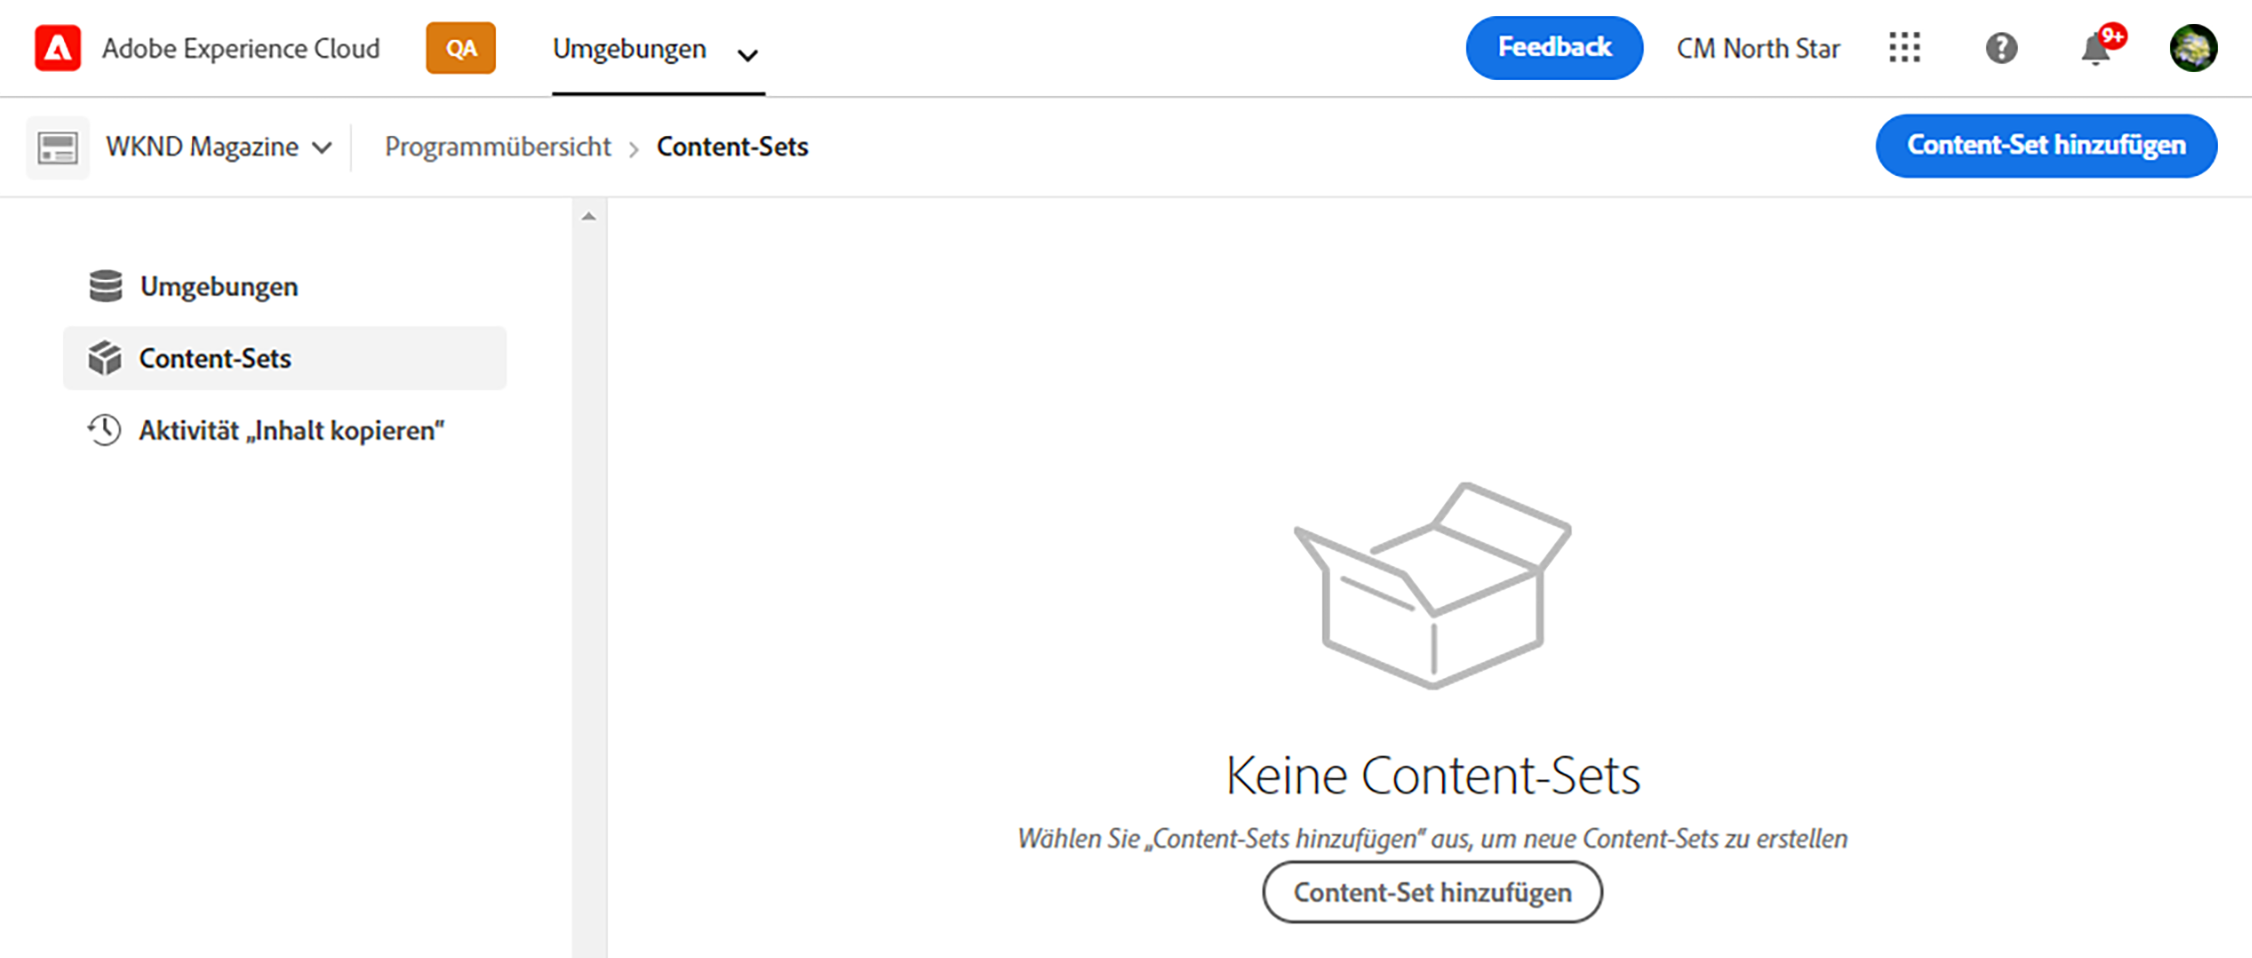 Adobe Experience Cloud QA Umgebungen Feedback CM North Star 9+
WKND Magazine Programmübersicht > Content-Sets Content-Set hinzufügen
Umgebungen
Content-Sets
Aktivität „Inhalt kopieren“
Keine Content-Sets
Wählen Sie „Content-Sets hinzufügen“ aus, um neue Content-Sets zu erstellen
Content-Set hinzufügen